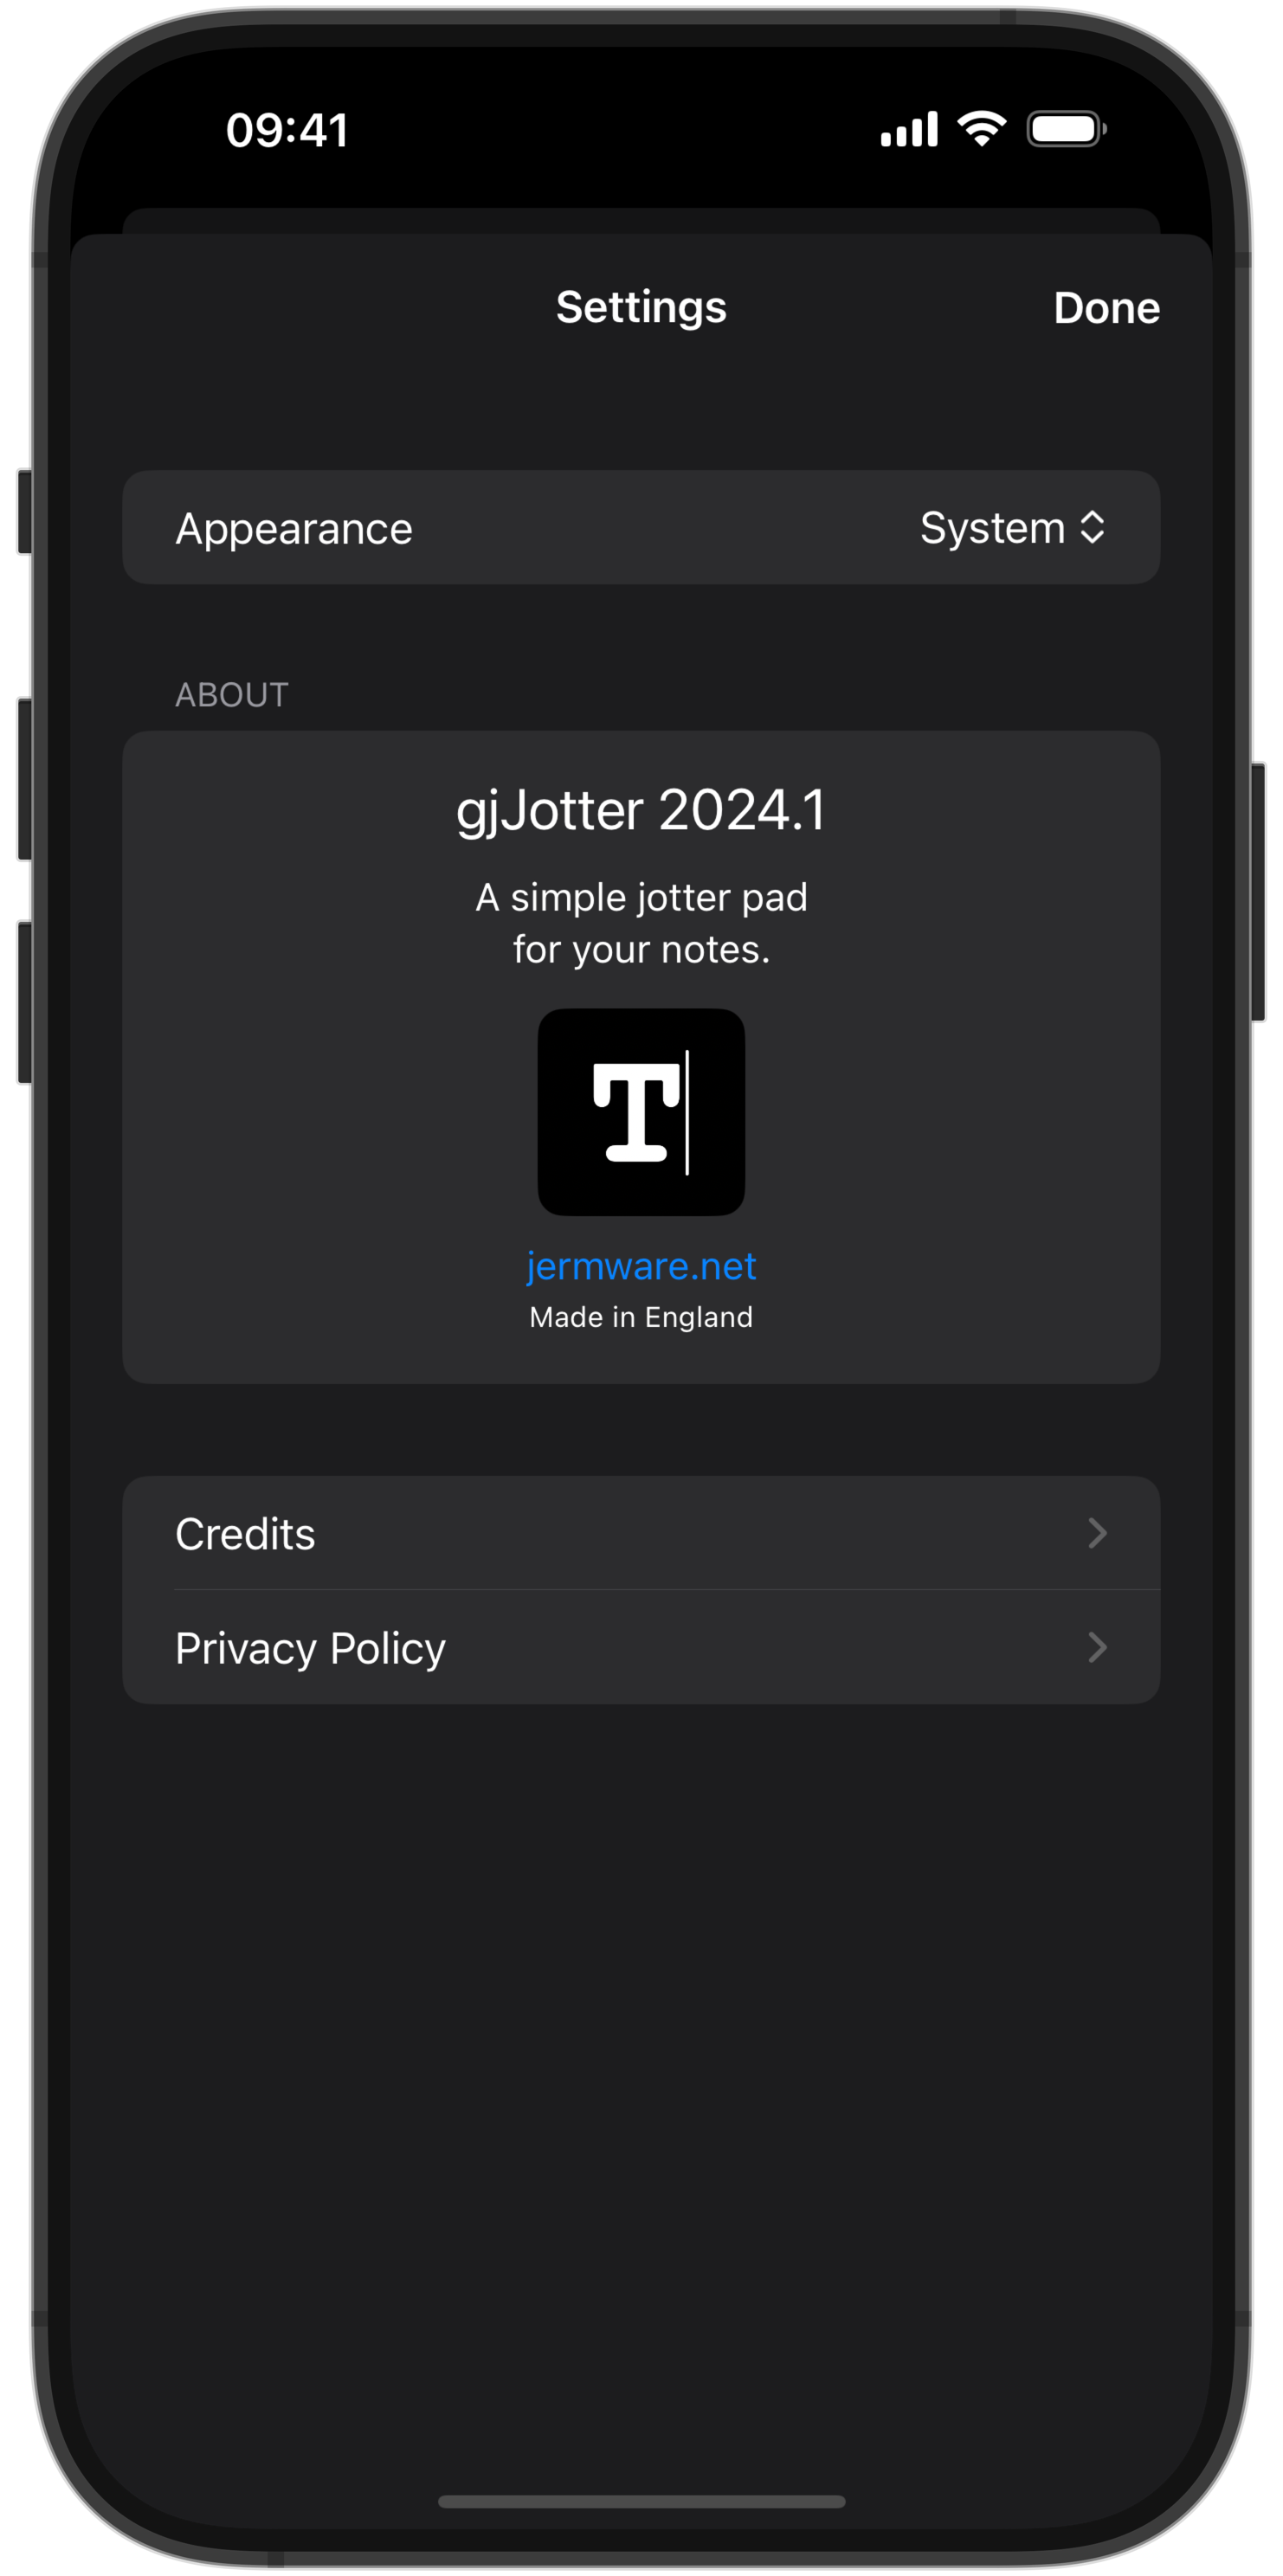 09:41
Settings
Done
Appearance
System
ABOUT
gjJotter 2024.1
A simple jotter pad
for your notes.
T
jermware.net
Made in England
Credits
Privacy Policy